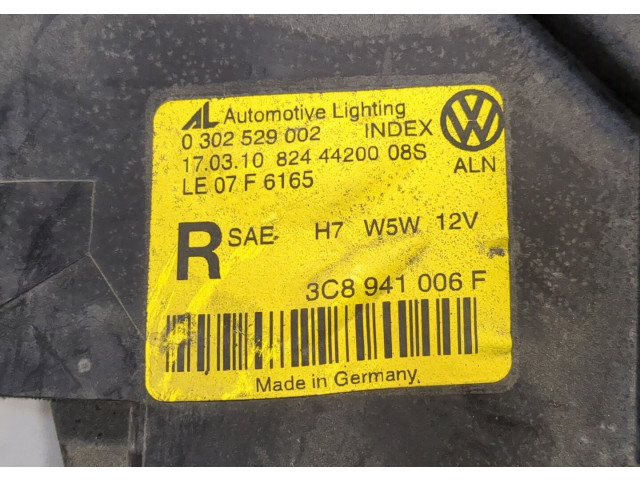 AL Automotive Lighting
0 302 529 002 INDEX
17.03.10 824 44200 08S
LE 07 F 6165
ALN
R SAE H7 W5W 12V
3C8 941 006 F
Made in Germany